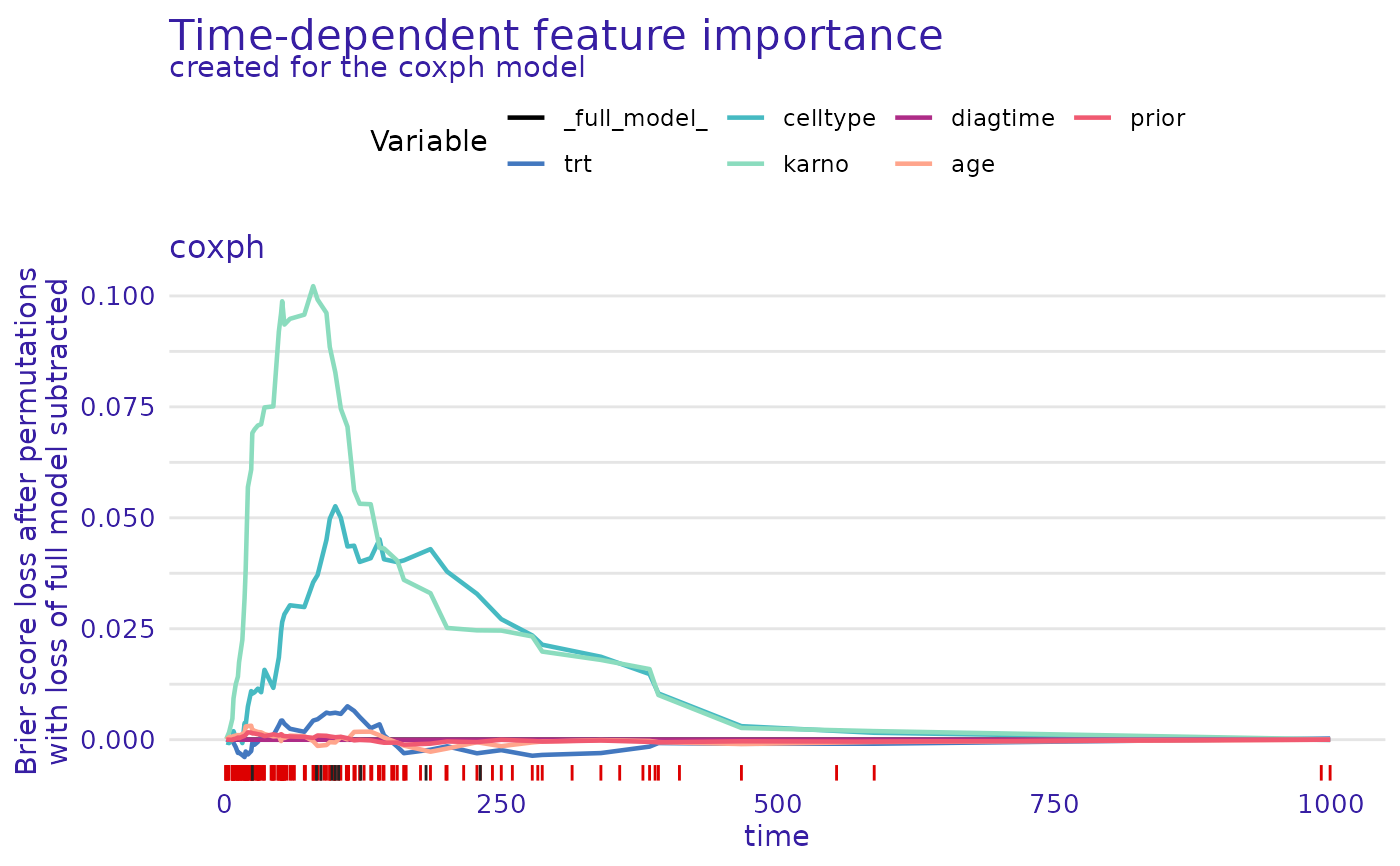 Time-dependent feature importance
created for the coxph model
Variable
_full_model_ celltype diagtime prior
trt karno age
coxph
Brier score loss after permutations
with loss of full model subtracted
0.100
0.075
0.050
0.025
0.000
0 250 500 750 1000
time